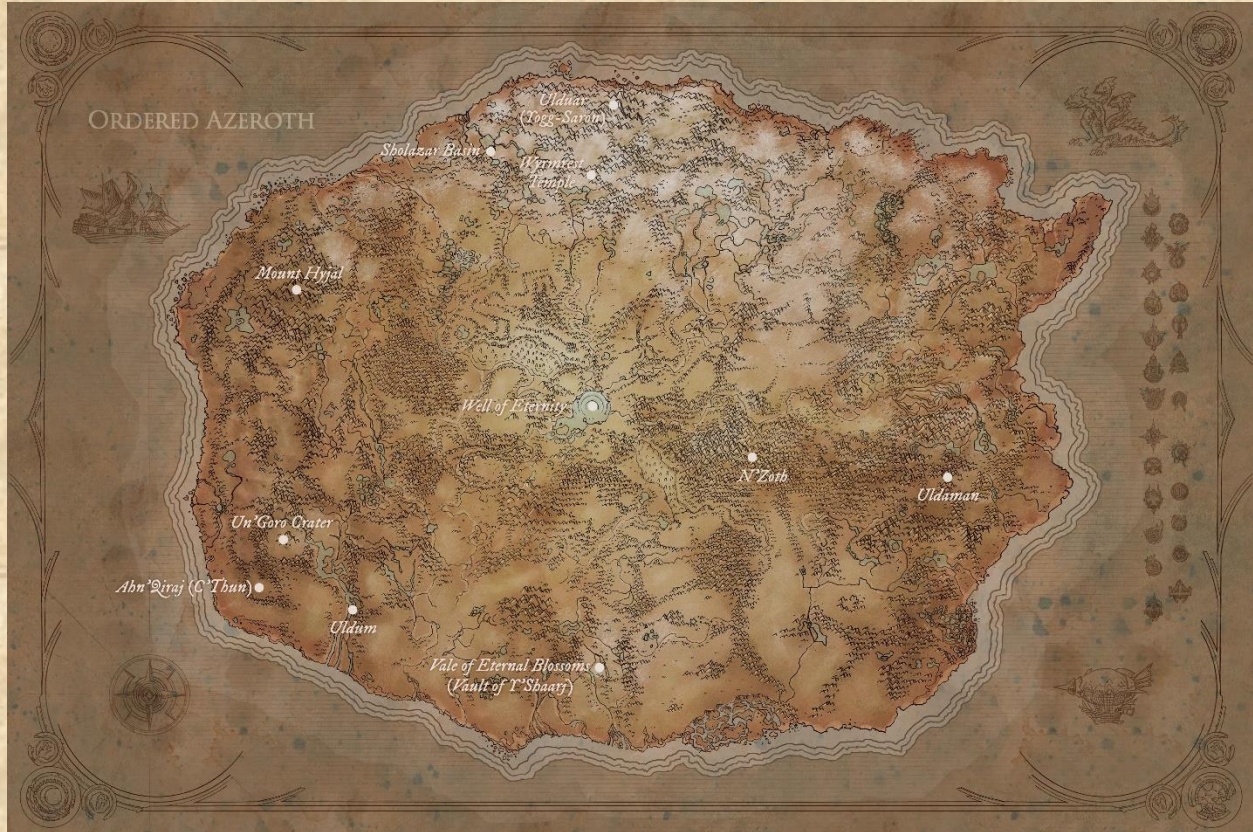 ORDERED AZEROTH
Ulduar
(Yogg-Saron)
Sholazar Basin
Wyrmrest
Temple
Mount Hyjal
Well of Eternity
N'Zoth
Uldaman
Un'Goro Crater
Ahn'Qiraj (C'Thun)
Uldum
Vale of Eternal Blossoms
(Vault of Y'Shaarj)